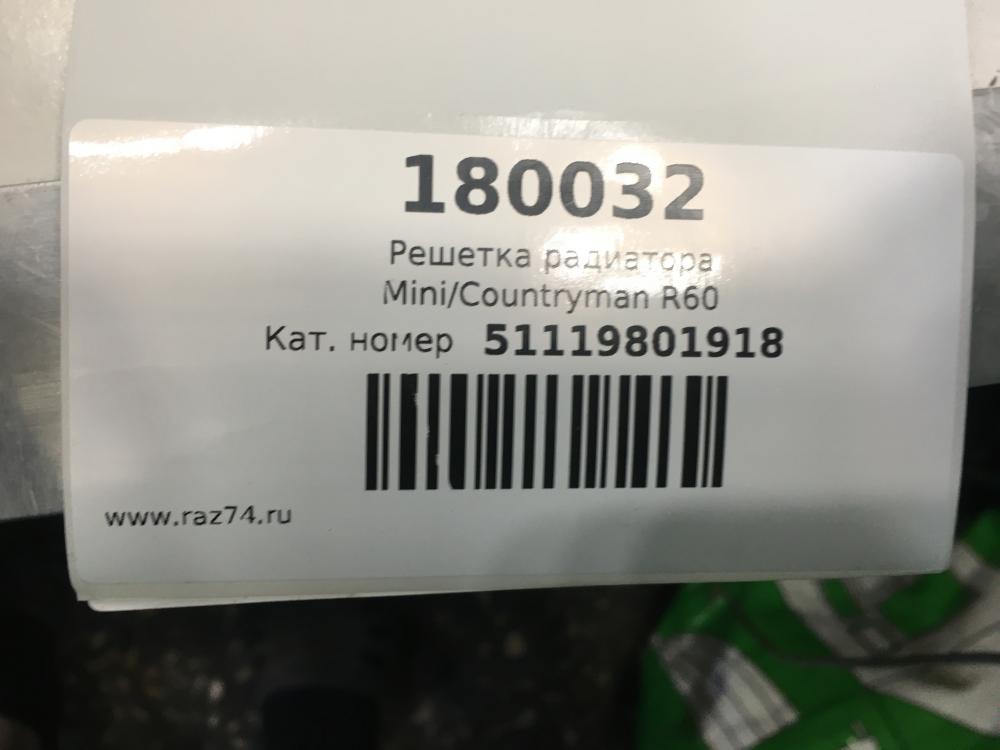 180032
Решетка радиатора
Mini/Countryman R60
Кат. номер 51119801918
www.raz74.ru